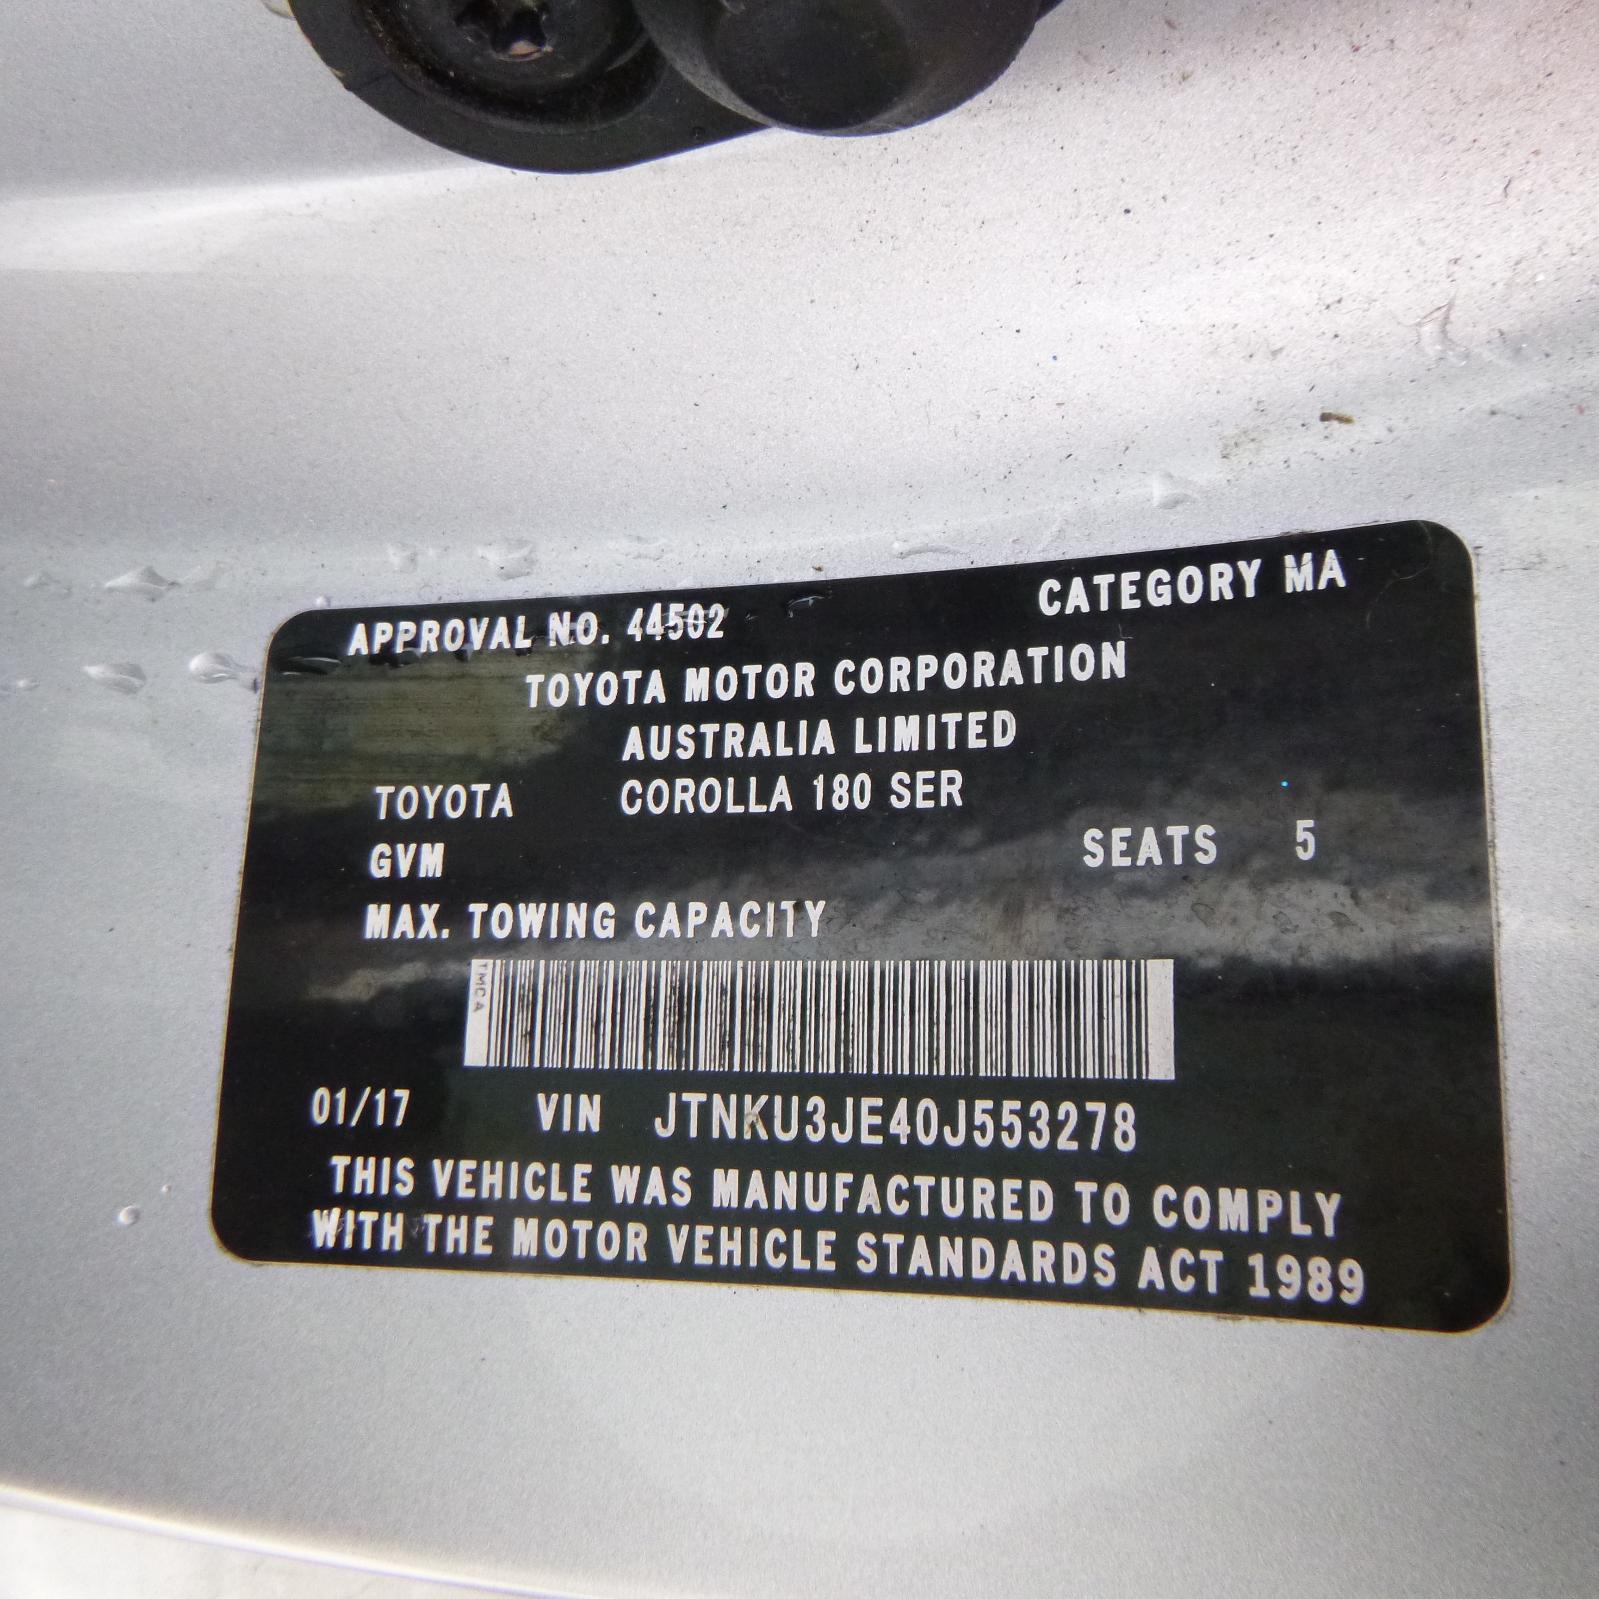 APPROVAL NO. 44502 CATEGORY MA
TOYOTA MOTOR CORPORATION
AUSTRALIA LIMITED
TOYOTA COROLLA 180 SER
GVM SEATS 5
MAX. TOWING CAPACITY
TMCA
01/17 VIN JTNKU3JE40J553278
THIS VEHICLE WAS MANUFACTURED TO COMPLY
WITH THE MOTOR VEHICLE STANDARDS ACT 1989